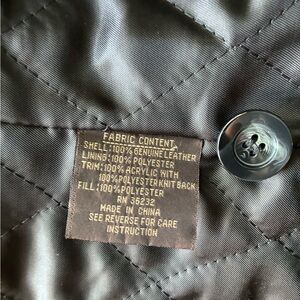 FABRIC CONTENT
SHELL:100% GENUINE LEATHER
LINING:100% POLYESTER
TRIM:100% ACRYLIC WITH
100%POLYESTER KNIT BACK
FILL:100%POLYESTER
RN 36232
MADE IN CHINA
SEE REVERSE FOR CARE
INSTRUCTION